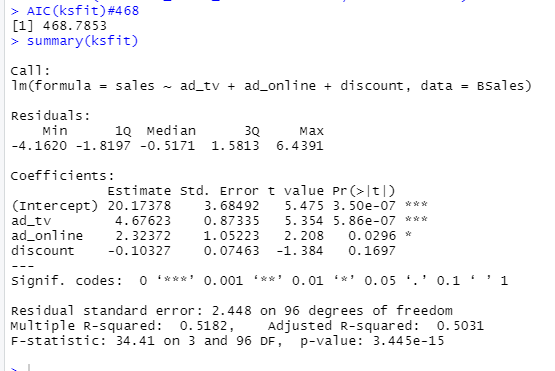 > AIC(ksfit)#468
[1] 468.7853
> summary(ksfit)
Call:
lm(formula = sales ~ ad_tv + ad_online + discount, data = BSales)
Residuals:
    Min      1Q  Median      3Q     Max
-4.1620 -1.8197 -0.5171  1.5813  6.4391
Coefficients:
            Estimate Std. Error t value Pr(>|t|)
(Intercept) 20.17378    3.68492   5.475 3.50e-07 ***
ad_tv        4.67623    0.87335   5.354 5.86e-07 ***
ad_online    2.32372    1.05223   2.208   0.0296 *
discount    -0.10327    0.07463  -1.384   0.1697
---
Signif. codes:  0 ‘***’ 0.001 ‘**’ 0.01 ‘*’ 0.05 ‘.’ 0.1 ‘ ’ 1
Residual standard error: 2.448 on 96 degrees of freedom
Multiple R-squared:  0.5182,    Adjusted R-squared:  0.5031
F-statistic: 34.41 on 3 and 96 DF,  p-value: 3.445e-15
>